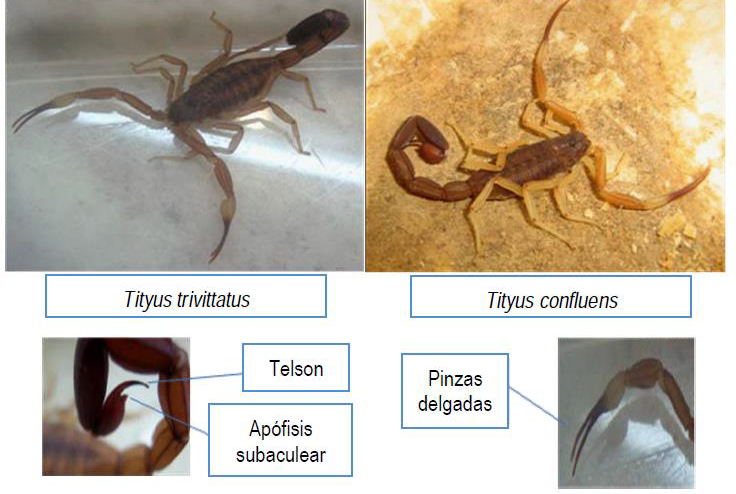 Tityus trivittatus
Tityus confluens
Telson
Apófisis
subaculear
Pinzas
delgadas